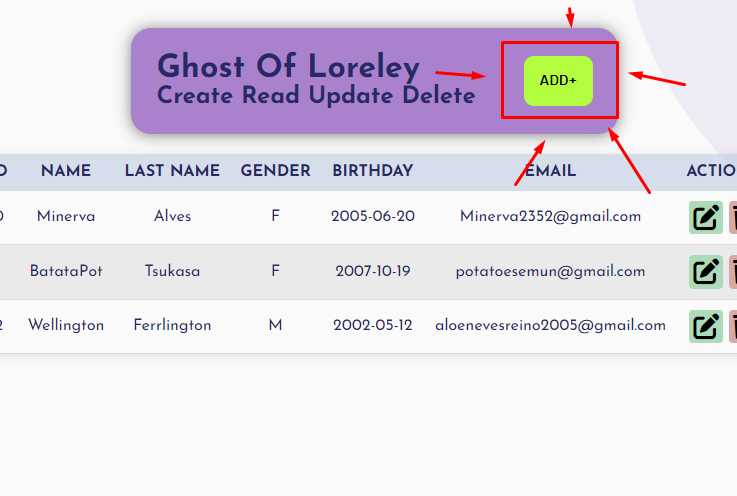 Ghost Of Loreley
Create Read Update Delete
ADD+
NAME LAST NAME GENDER BIRTHDAY EMAIL
Minerva Alves F 2005-06-20 Minerva2352@gmail.com
BatataPot Tsukasa F 2007-10-19 potatoesemun@gmail.com
2 Wellington Ferrlington M 2002-05-12 aloenevesreino2005@gmail.com